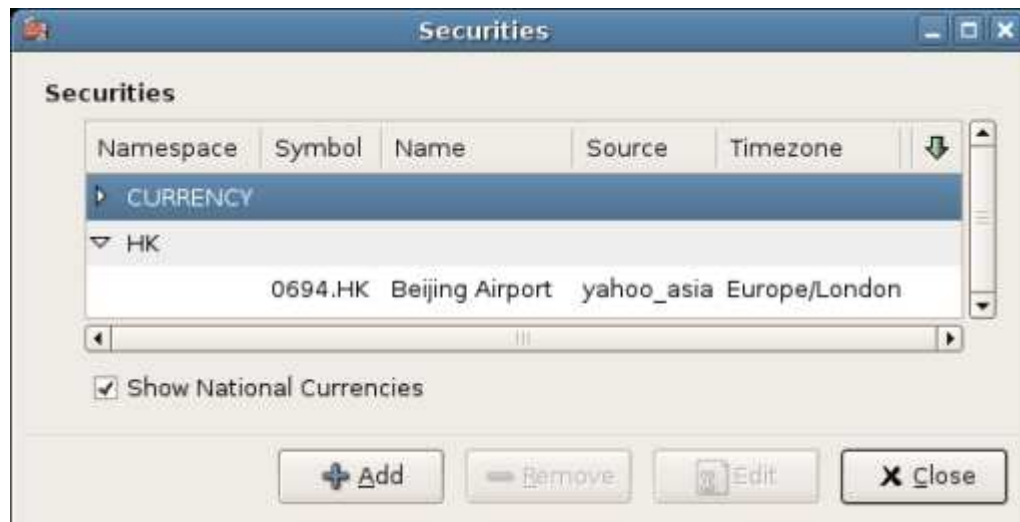 Securities
Securities
Namespace Symbol Name Source Timezone
CURRENCY
HK
0694.HK Beijing Airport yahoo_asia Europe/London
Show National Currencies
Add Remove Edit Close